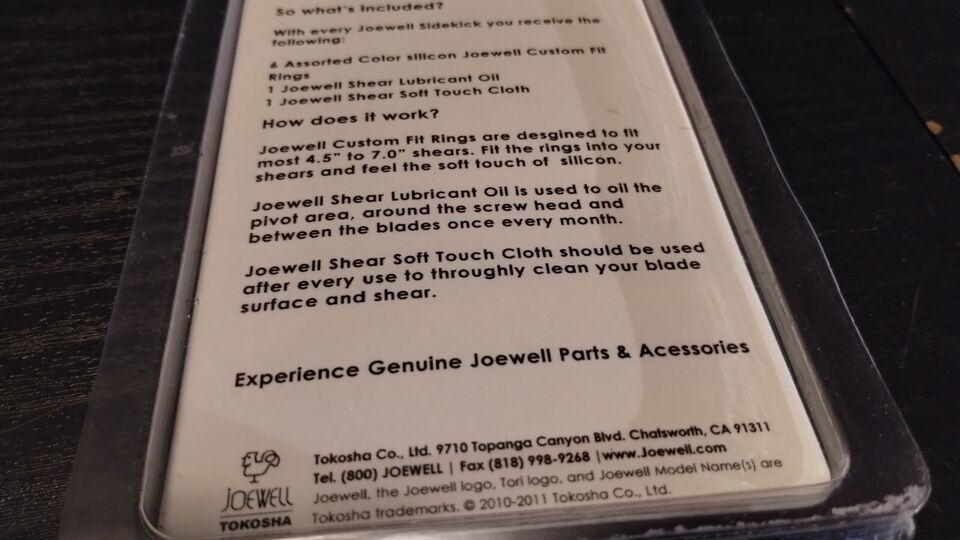 So what's included?
With every Joewell Sidekick you receive the
following:
6 Assorted Color silicon Joewell Custom Fit
Rings
1 Joewell Shear Lubricant Oil
1 Joewell Shear Soft Touch Cloth
How does it work?
Joewell Custom Fit Rings are desgined to fit
most 4.5" to 7.0" shears. Fit the rings into your
shears and feel the soft touch of silicon.
Joewell Shear Lubricant Oil is used to oil the
pivot area, around the screw head and
between the blades once every month.
Joewell Shear Soft Touch Cloth should be used
after every use to throughly clean your blade
surface and shear.
Experience Genuine Joewell Parts & Acessories
JOEWELL
TOKOSHA
Tokosha Co., Ltd. 9710 Topanga Canyon Blvd. Chatsworth, CA 91311
Tel. (800) JOEWELL | Fax (818) 998-9268 |www.Joewell.com
Joewell, the Joewell logo, Tori logo, and Joewell Model Name(s) are
Tokosha trademarks. © 2010-2011 Tokosha Co., Ltd.